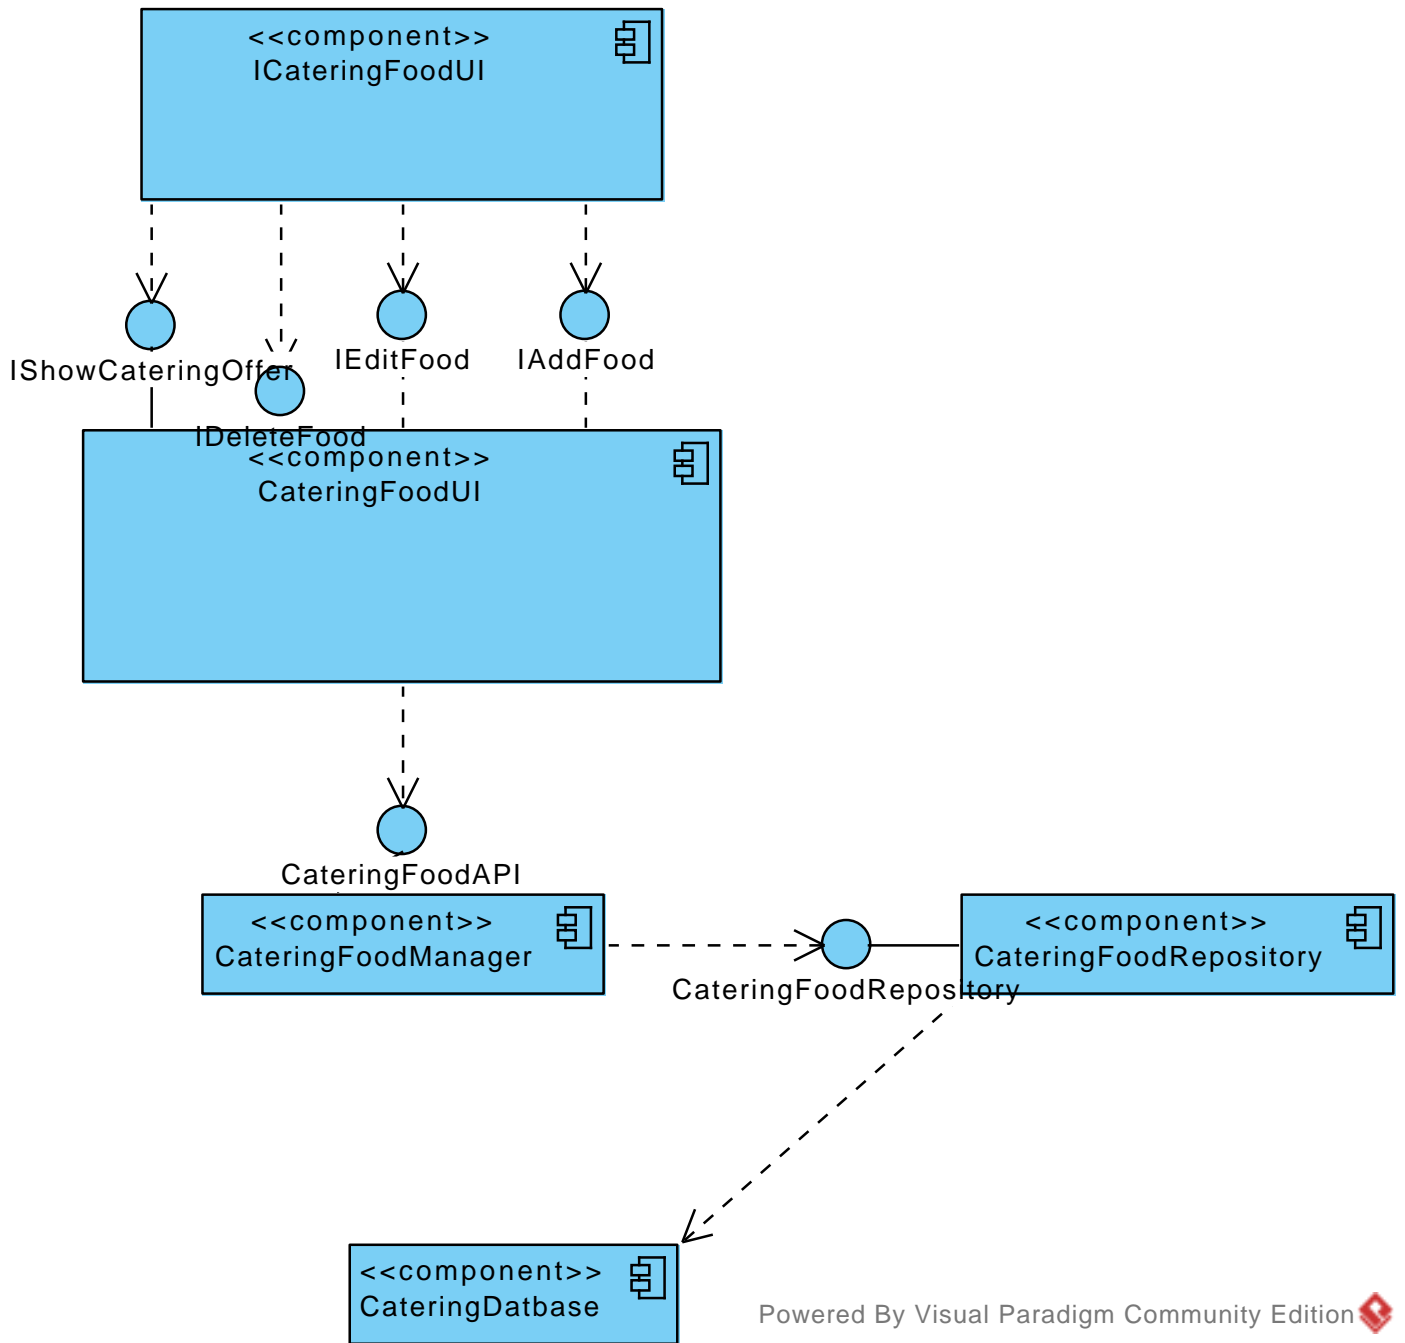 <<component>>
ICateringFoodUI
IShowCateringOffer
IEditFood
IAddFood
IDeleteFood
<<component>>
CateringFoodUI
CateringFoodAPI
<<component>>
CateringFoodManager
CateringFoodRepository
<<component>>
CateringFoodRepository
<<component>>
CateringDatbase
Powered By Visual Paradigm Community Edition